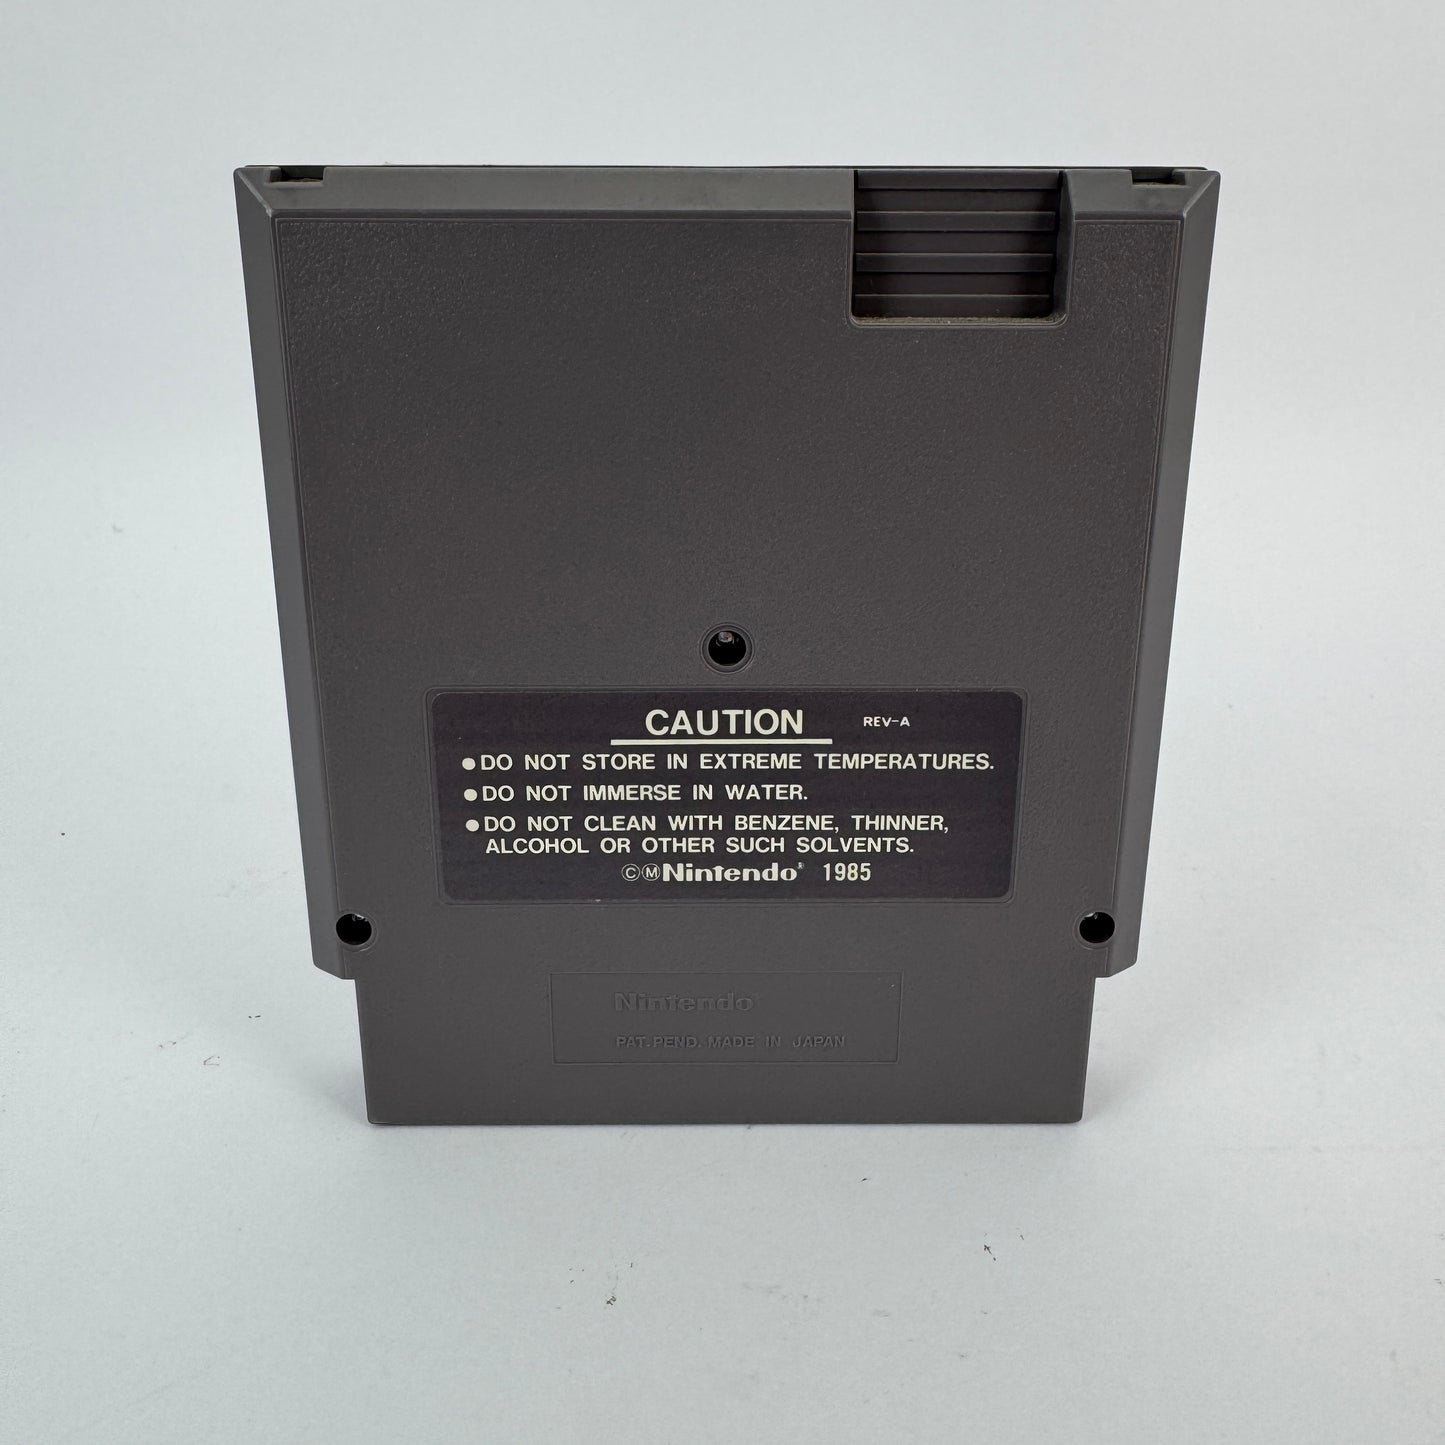 CAUTION REV-A
●DO NOT STORE IN EXTREME TEMPERATURES.
●DO NOT IMMERSE IN WATER.
●DO NOT CLEAN WITH BENZENE, THINNER,
ALCOHOL OR OTHER SUCH SOLVENTS.
©ⓂNintendo® 1985
Nintendo
PAT. PEND. MADE IN JAPAN